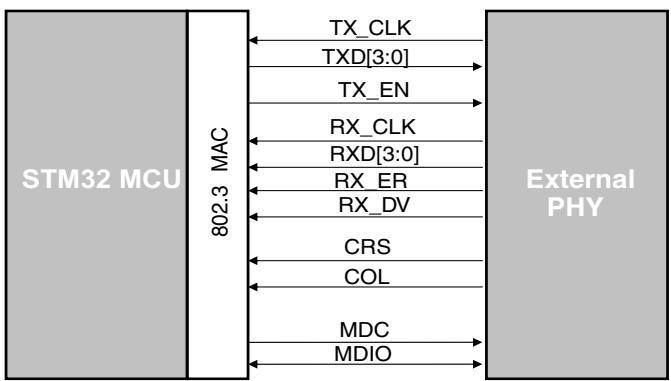 TX_CLK
TXD[3:0]
TX_EN
RX_CLK
RXD[3:0]
STM32 MCU
802.3 MAC
RX_ER
External
PHY
RX_DV
CRS
COL
MDC
MDIO